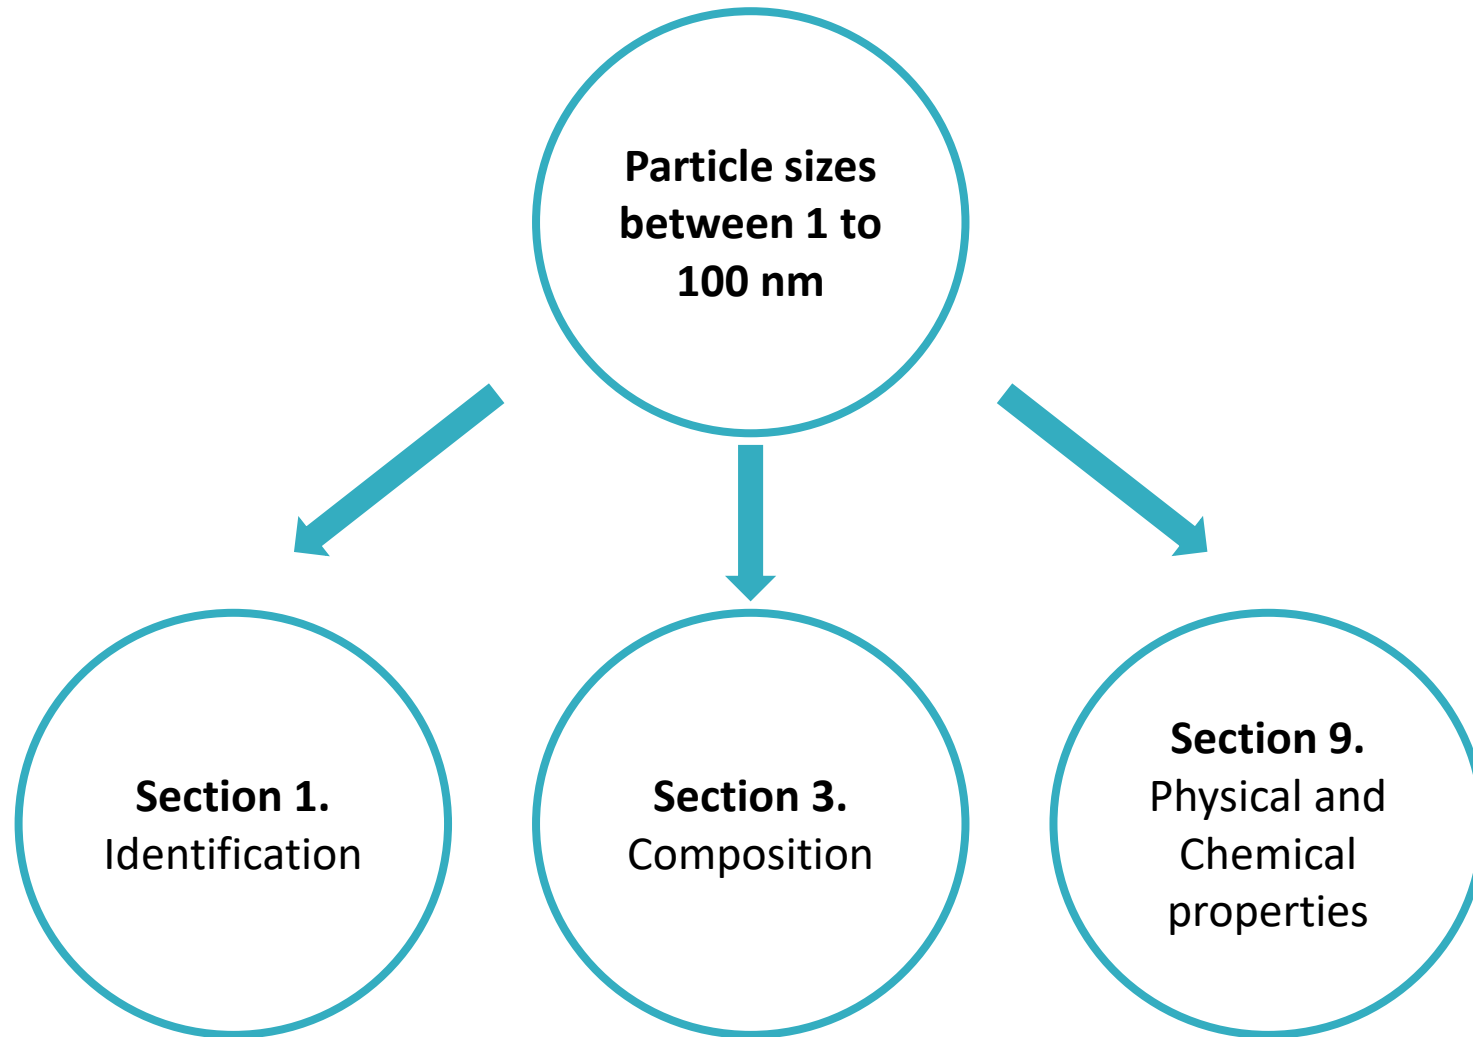 Particle sizes
between 1 to
100 nm
Section 1.
Identification
Section 3.
Composition
Section 9.
Physical and
Chemical
properties